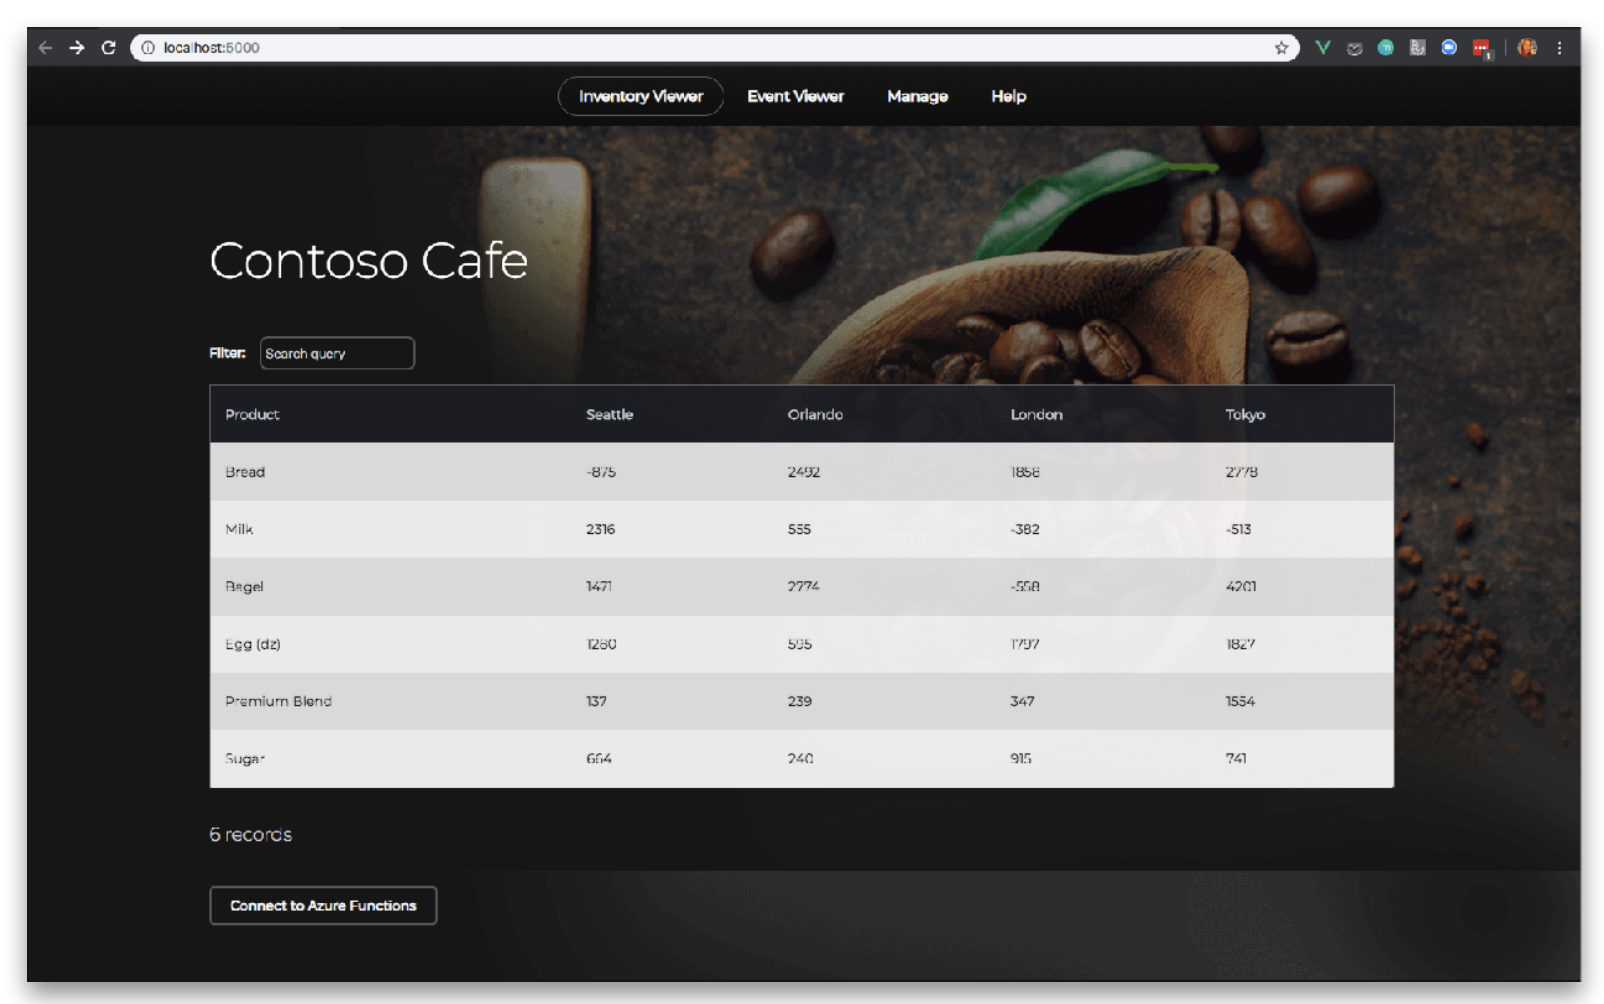 localhost:5000
Inventory Viewer Event Viewer Manage Help
Contoso Cafe
Filter: Search query
Product Seattle Orlando London Tokyo
Bread -875 2492 1858 2778
Milk 2316 555 -382 -513
Bagel 1471 2774 -558 4201
Egg (dz) 1280 595 1797 1827
Premium Blend 137 239 347 1554
Sugar 664 240 915 741
6 records
Connect to Azure Functions